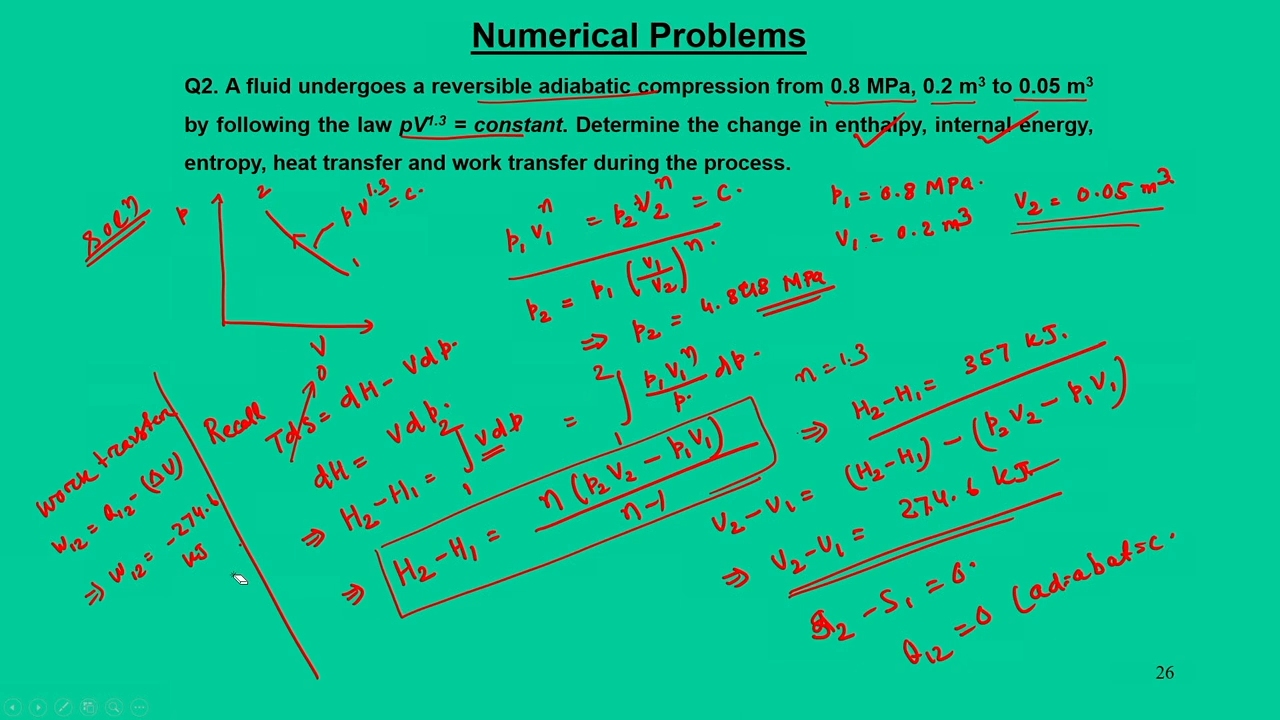 Numerical Problems
Q2. A fluid undergoes a reversible adiabatic compression from 0.8 MPa, 0.2 m³ to 0.05 m³
by following the law pV¹·³ = constant. Determine the change in enthalpy, internal energy,
entropy, heat transfer and work transfer during the process.
Solⁿ
p
2
1
V
pV^1.3 = c.
p₁V₁ⁿ = p₂V₂ⁿ = c.
p₂ = p₁ (V₁/V₂)ⁿ.
⇒ p₂ = 4.848 MPa
p₁ = 0.8 MPa.
V₁ = 0.2 m³
V₂ = 0.05 m³
Recall
TdS = dH - Vdp.
0
dH = Vdp.
⇒ H₂-H₁ = ∫₁² Vdp = ∫₁² p₁V₁ⁿ/p dp.
n = 1.3
⇒ H₂-H₁ = n(p₂V₂ - p₁V₁)/n-1
⇒ H₂-H₁ = 357 kJ.
U₂-U₁ = (H₂-H₁) - (p₂V₂ - p₁V₁)
⇒ U₂-U₁ = 274.6 kJ
S₂-S₁ = 0.
Q₁₂ = 0 (adiabatic.
Work transfer
W₁₂ = Q₁₂ - (ΔU)
⇒ W₁₂ = -274.6
kJ
26